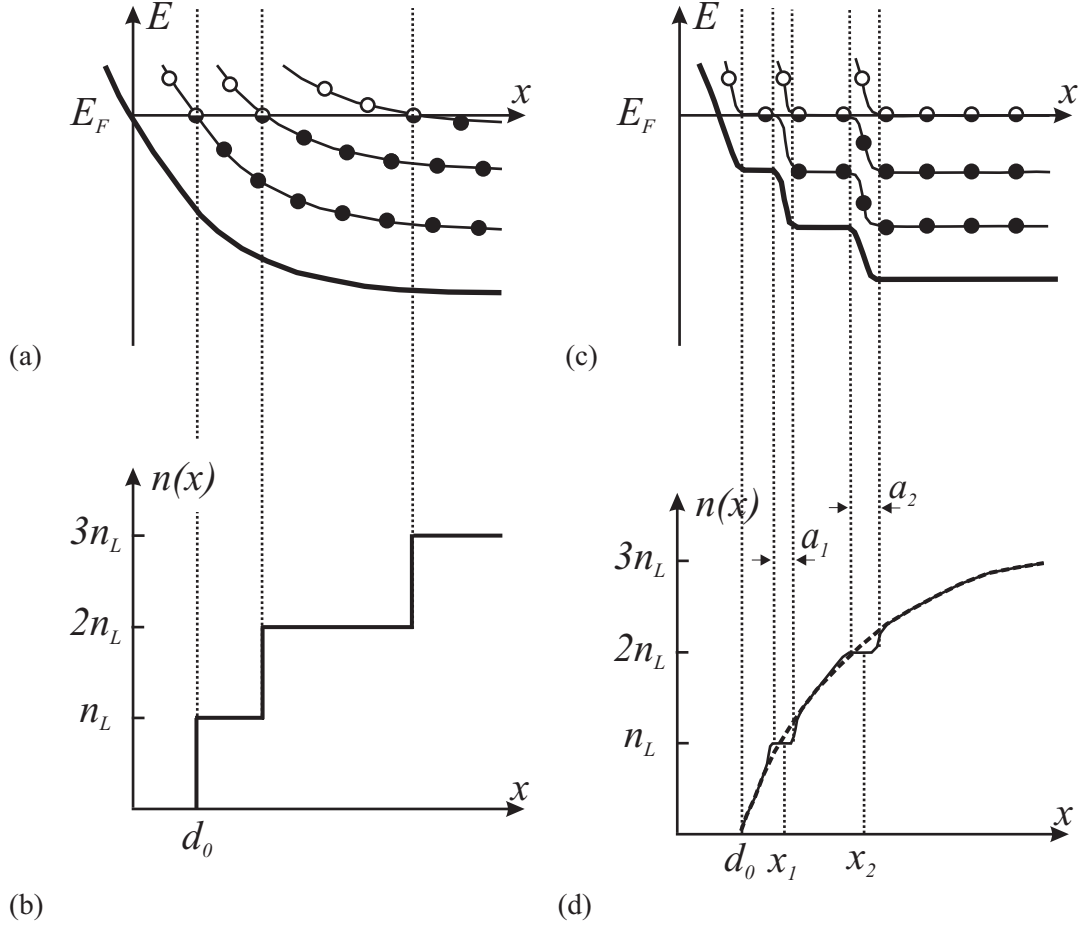 E
x
E_F
(a)
n(x)
3n_L
2n_L
n_L
x
d_0
(b)
E
x
E_F
(c)
n(x)
a_2
a_1
3n_L
2n_L
n_L
x
d_0 x_1 x_2
(d)